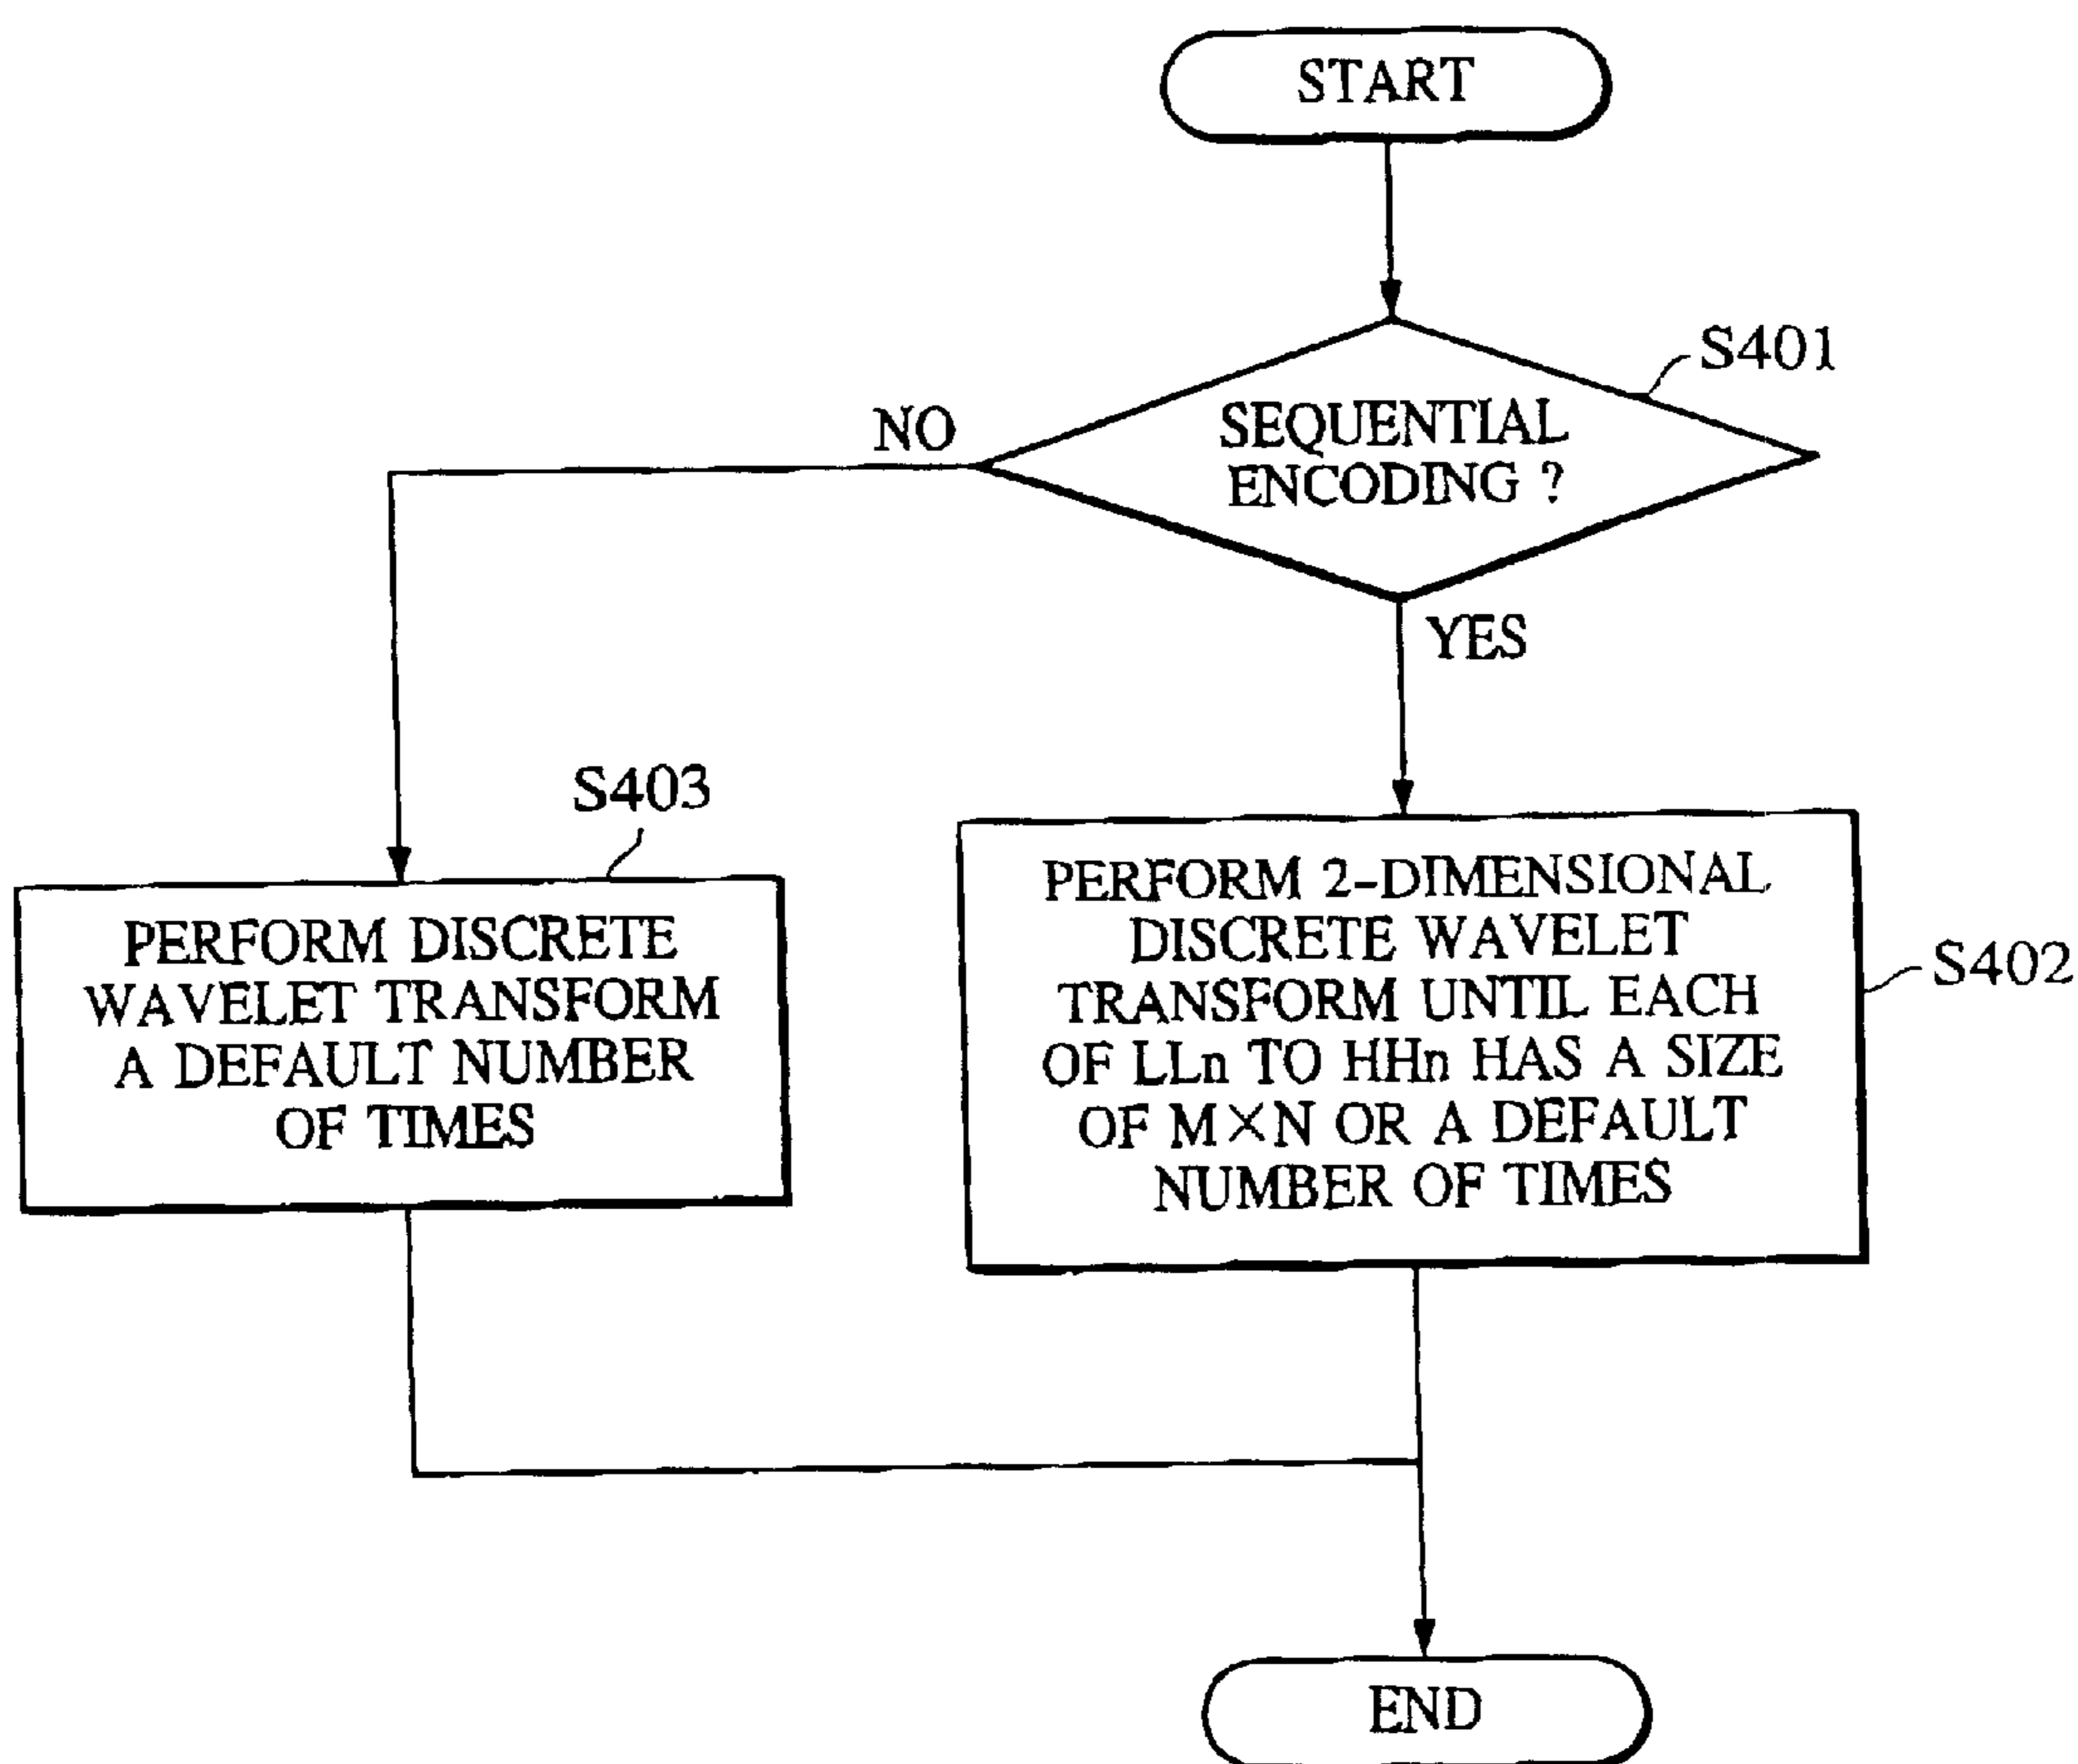 START
S401
SEQUENTIAL
ENCODING ?
NO
YES
S403
PERFORM DISCRETE
WAVELET TRANSFORM
A DEFAULT NUMBER
OF TIMES
PERFORM 2-DIMENSIONAL
DISCRETE WAVELET
TRANSFORM UNTIL EACH
OF LLn TO HHn HAS A SIZE
OF M×N OR A DEFAULT
NUMBER OF TIMES
S402
END